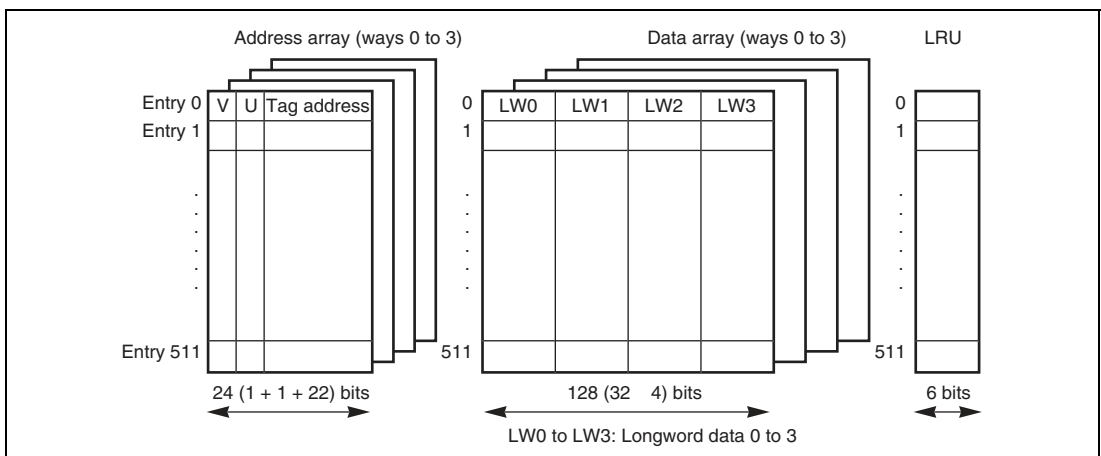 Address array (ways 0 to 3) Data array (ways 0 to 3) LRU
Entry 0 V U Tag address 0 LW0 LW1 LW2 LW3 0
Entry 1 1 1
Entry 511 511 511
24 (1 + 1 + 22) bits 128 (32 4) bits 6 bits
LW0 to LW3: Longword data 0 to 3